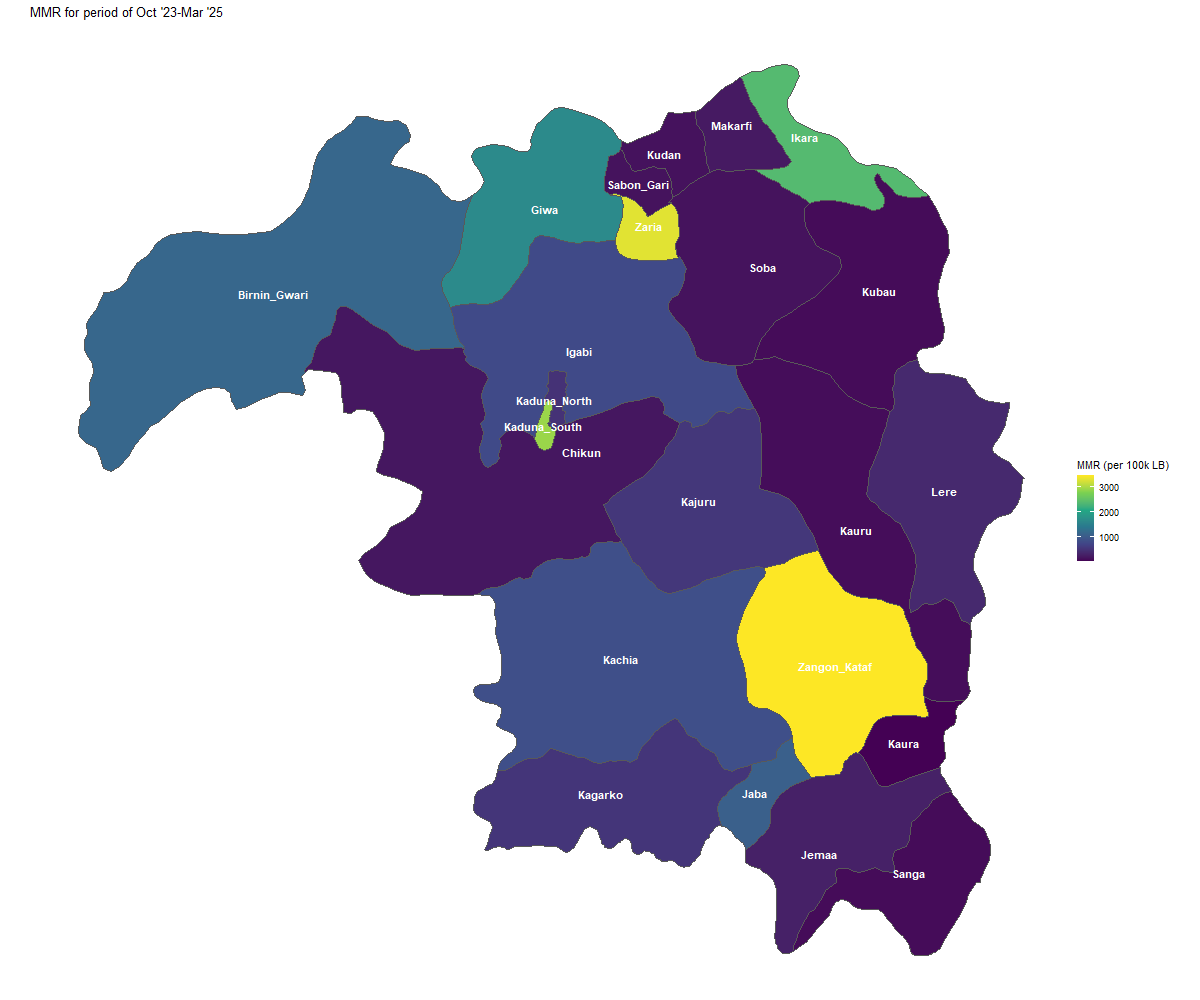 MMR for period of Oct '23-Mar '25
Makarfi
Ikara
Kudan
Sabon_Gari
Giwa
Zaria
Soba
Kubau
Birnin_Gwari
Igabi
Kaduna_North
Kaduna_South
Chikun
MMR (per 100k LB)
3000
2000
1000
Lere
Kajuru
Kauru
Kachia
Zangon_Kataf
Kaura
Jaba
Kagarko
Jemaa
Sanga